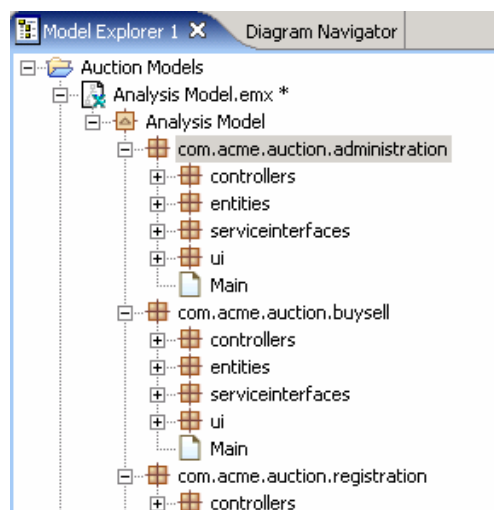 Model Explorer 1 Diagram Navigator
Auction Models
Analysis Model.emx *
Analysis Model
com.acme.auction.administration
controllers
entities
serviceinterfaces
ui
Main
com.acme.auction.buysell
controllers
entities
serviceinterfaces
ui
Main
com.acme.auction.registration
controllers